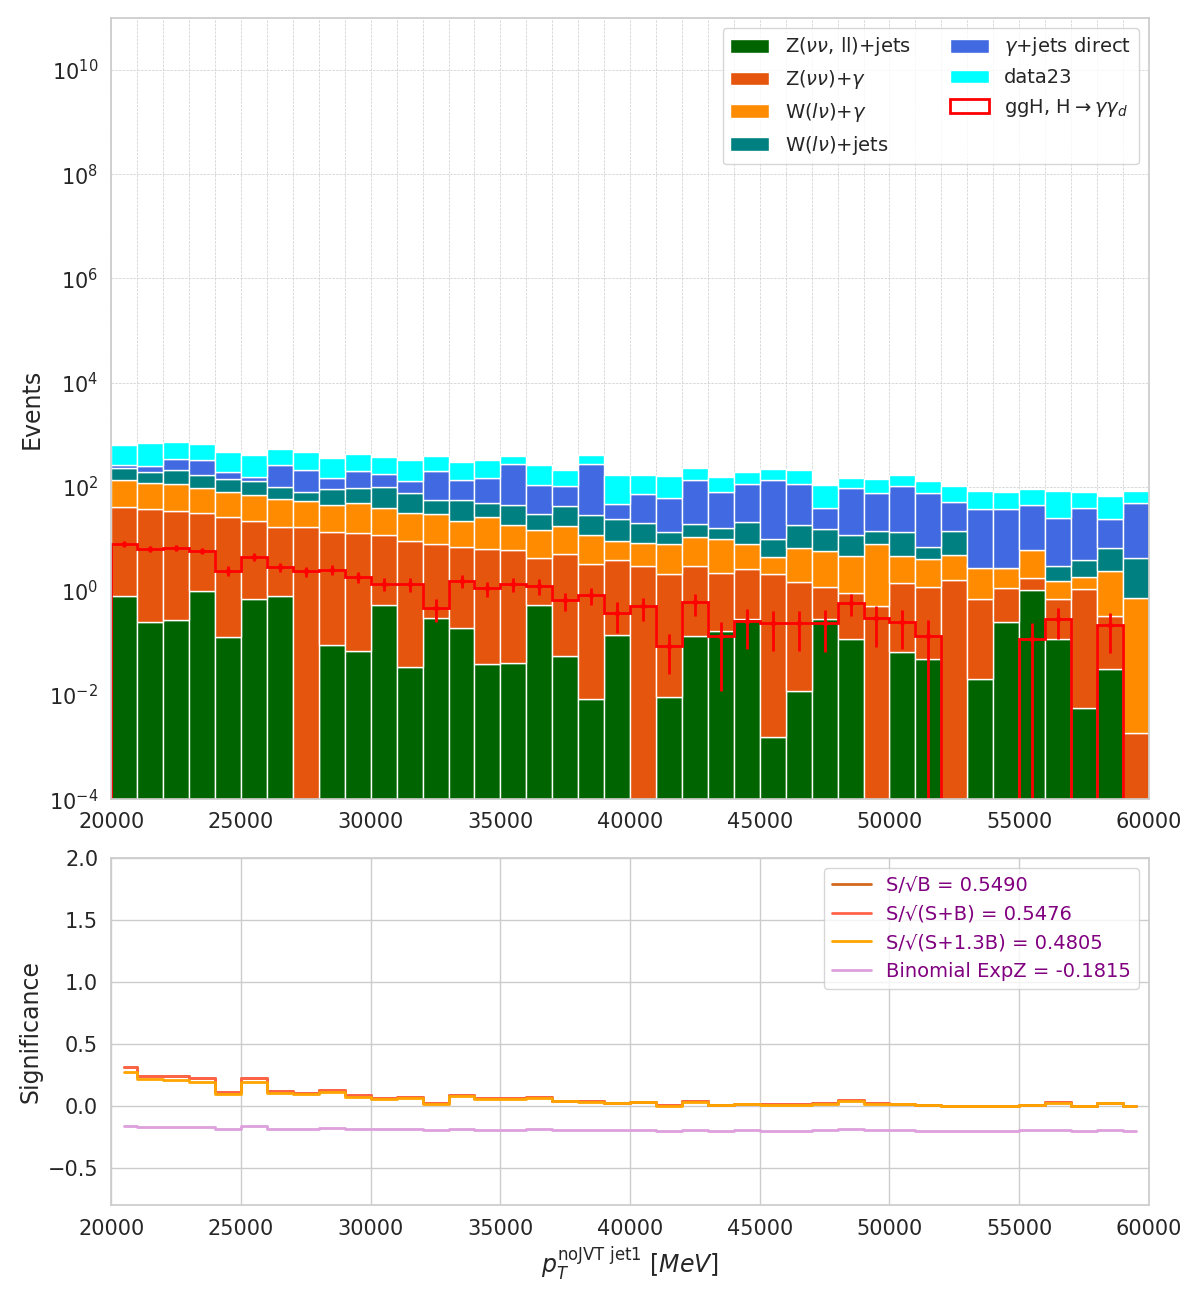 Z(νν, ll)+jets
Z(νν)+γ
W(lν)+γ
W(lν)+jets
γ+jets direct
data23
ggH, H→γγ_d
Events
10^10
10^8
10^6
10^4
10^2
10^0
10^−2
10^−4
20000 25000 30000 35000 40000 45000 50000 55000 60000
S/√B = 0.5490
S/√(S+B) = 0.5476
S/√(S+1.3B) = 0.4805
Binomial ExpZ = -0.1815
Significance
2.0
1.5
1.0
0.5
0.0
−0.5
20000 25000 30000 35000 40000 45000 50000 55000 60000
p_T^noJVT jet1 [MeV]